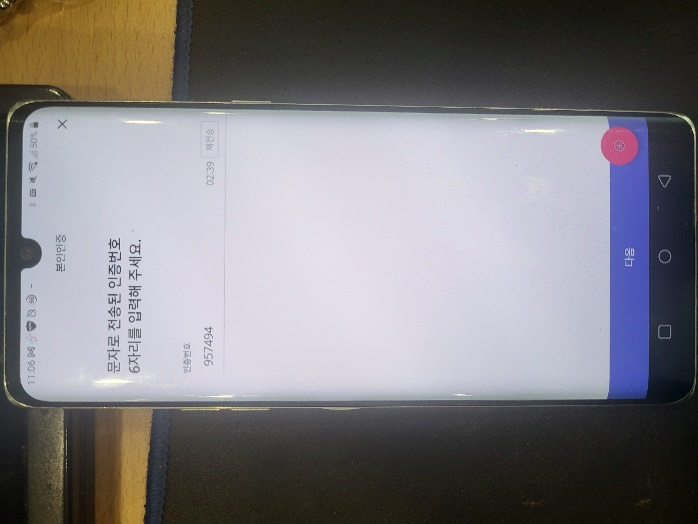 11:06
50%
본인인증
문자로 전송된 인증번호
6자리를 입력해 주세요.
인증번호
957494
02:39
재전송
다음